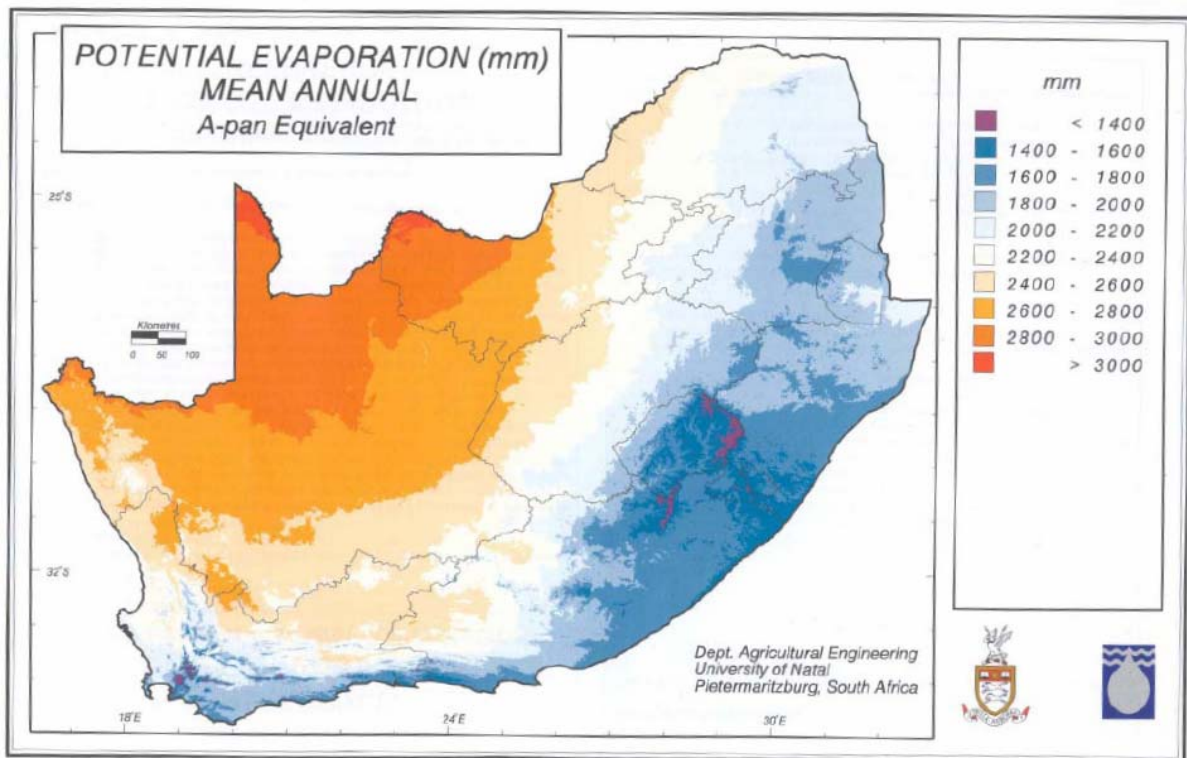 POTENTIAL EVAPORATION (mm)
MEAN ANNUAL
A-pan Equivalent
mm
< 1400
1400 - 1600
1600 - 1800
1800 - 2000
2000 - 2200
2200 - 2400
2400 - 2600
2600 - 2800
2800 - 3000
> 3000
25°S
Kilometres
0 50 100
32°S
Dept. Agricultural Engineering
University of Natal
Pietermaritzburg, South Africa
18°E
24°E
30°E